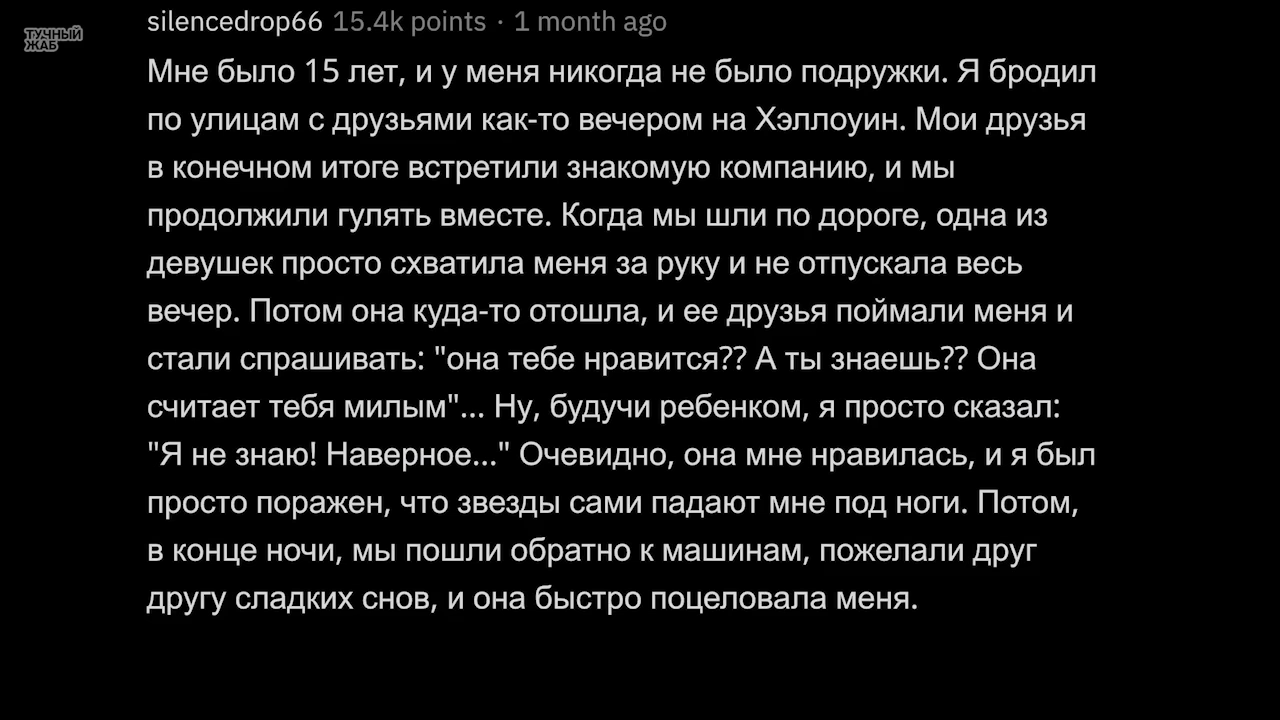 silencedrop66 15.4k points · 1 month ago
ТУЧНЫЙ
ЖАБ
Мне было 15 лет, и у меня никогда не было подружки. Я бродил
по улицам с друзьями как-то вечером на Хэллоуин. Мои друзья
в конечном итоге встретили знакомую компанию, и мы
продолжили гулять вместе. Когда мы шли по дороге, одна из
девушек просто схватила меня за руку и не отпускала весь
вечер. Потом она куда-то отошла, и ее друзья поймали меня и
стали спрашивать: "она тебе нравится?? А ты знаешь?? Она
считает тебя милым"... Ну, будучи ребенком, я просто сказал:
"Я не знаю! Наверное..." Очевидно, она мне нравилась, и я был
просто поражен, что звезды сами падают мне под ноги. Потом,
в конце ночи, мы пошли обратно к машинам, пожелали друг
другу сладких снов, и она быстро поцеловала меня.